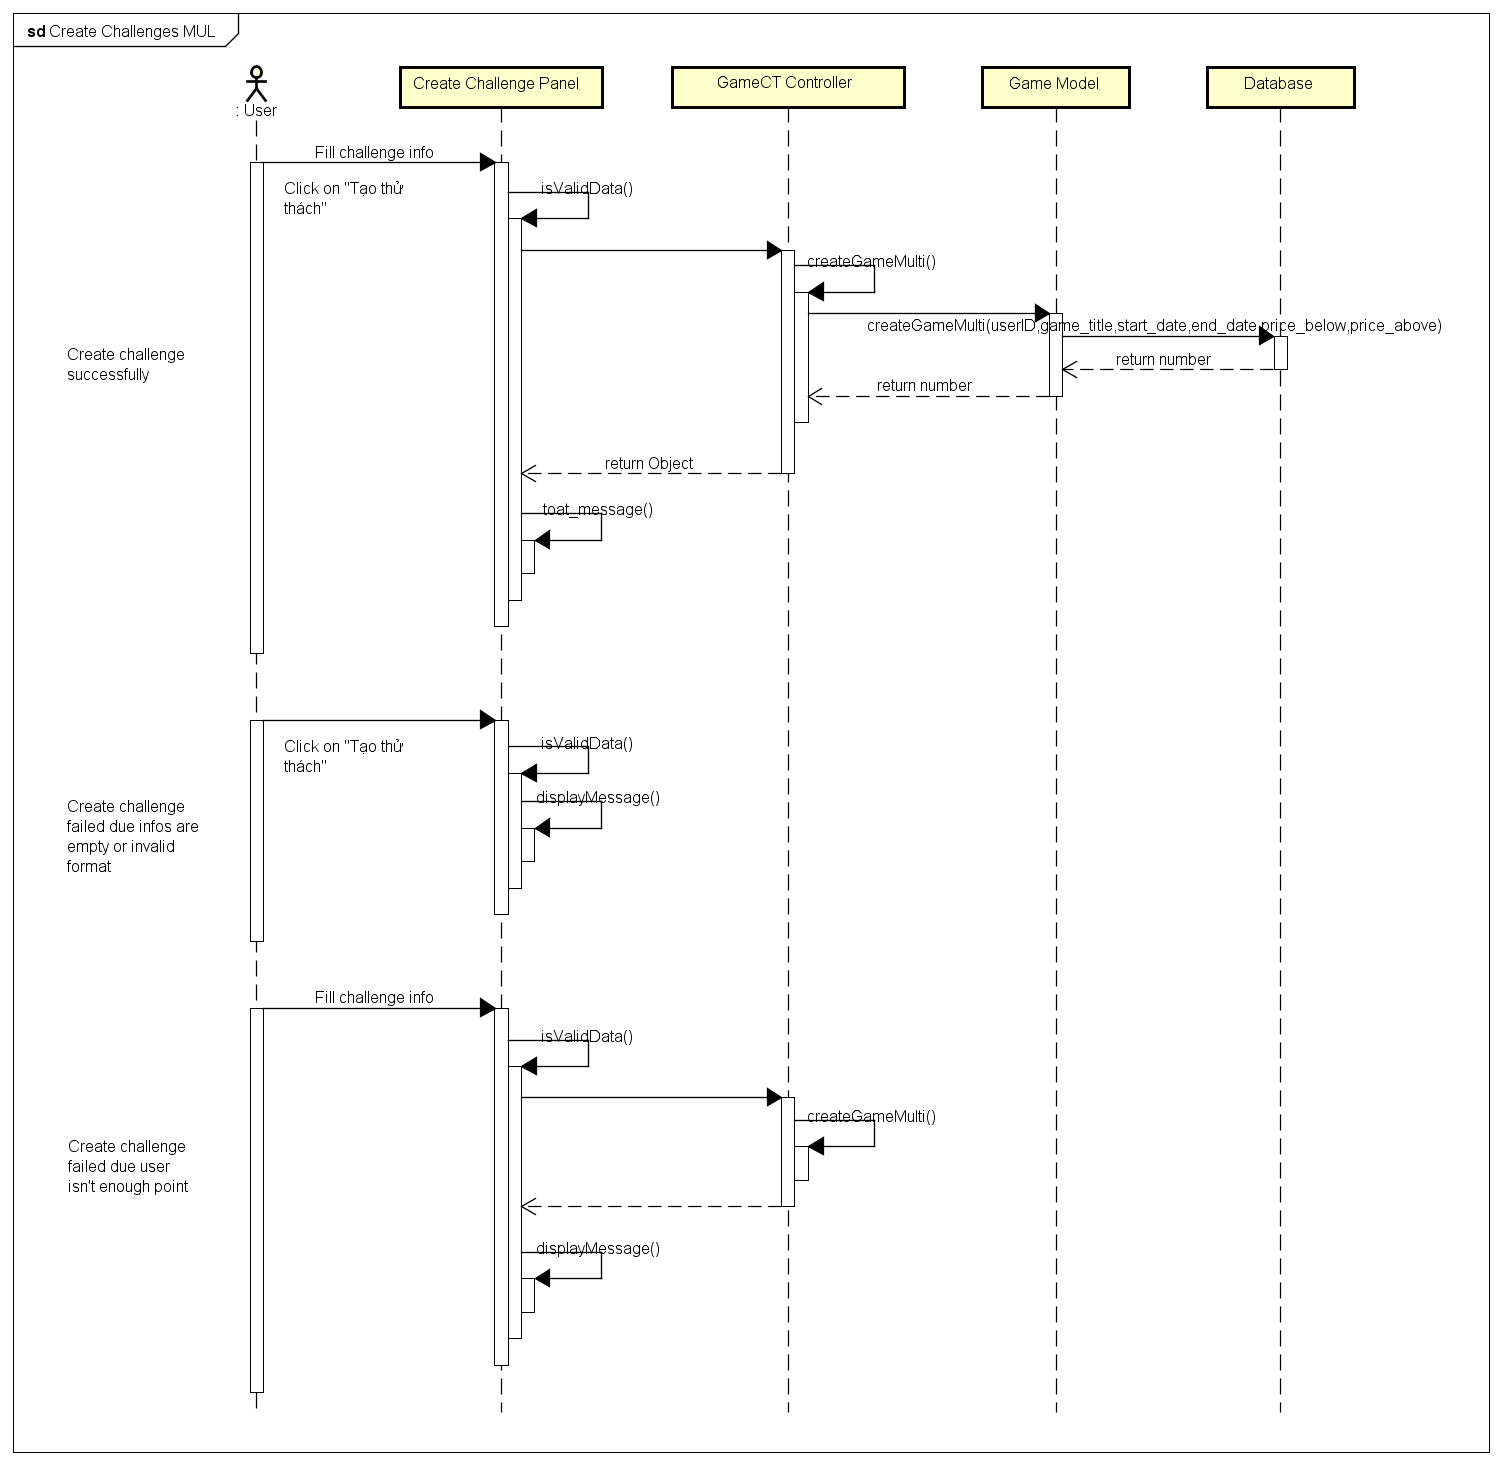 sd Create Challenges MUL
: User
Create Challenge Panel
GameCT Controller
Game Model
Database
Fill challenge info
Click on "Tạo thử
thách"
isValidData()
createGameMulti()
createGameMulti(userID,game_title,start_date,end_date,price_below,price_above)
Create challenge
successfully
return number
return number
return Object
toat_message()
Click on "Tạo thử
thách"
isValidData()
displayMessage()
Create challenge
failed due infos are
empty or invalid
format
Fill challenge info
isValidData()
createGameMulti()
Create challenge
failed due user
isn't enough point
displayMessage()